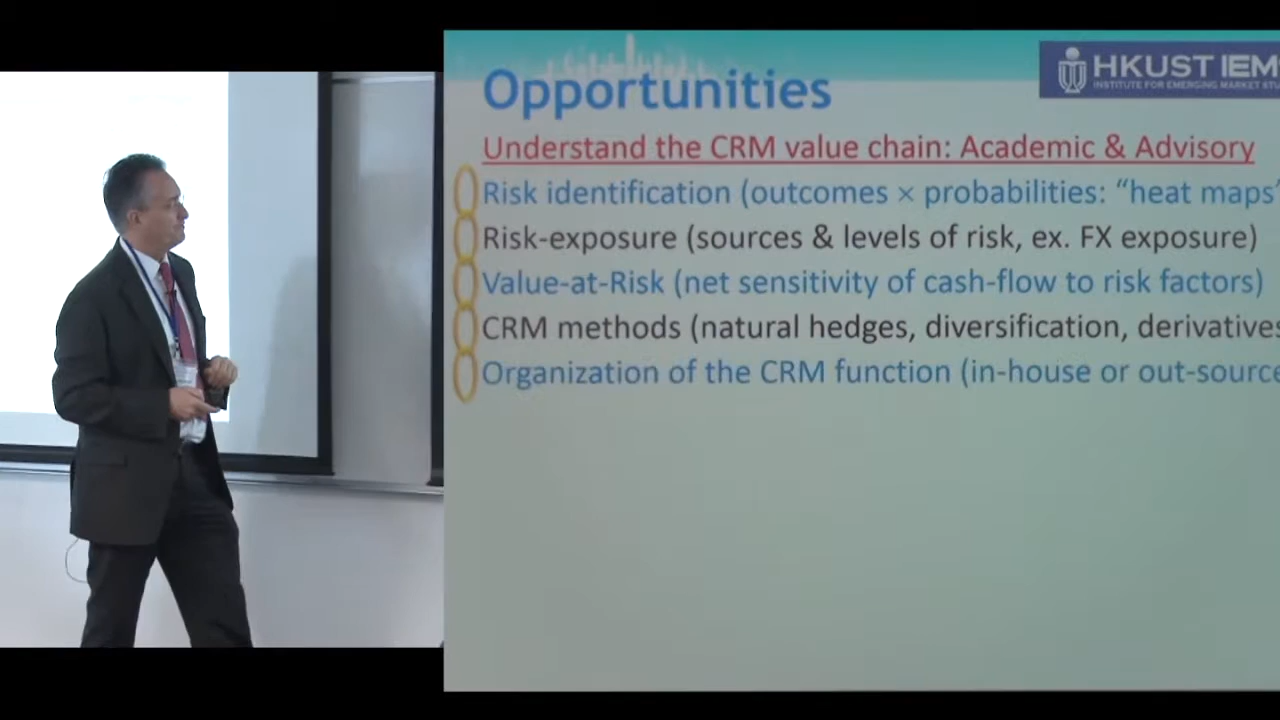 Opportunities
HKUST IEMS
INSTITUTE FOR EMERGING MARKET
Understand the CRM value chain: Academic & Advisory
Risk identification (outcomes × probabilities: “heat maps”
Risk-exposure (sources & levels of risk, ex. FX exposure)
Value-at-Risk (net sensitivity of cash-flow to risk factors)
CRM methods (natural hedges, diversification, derivatives
Organization of the CRM function (in-house or out-source